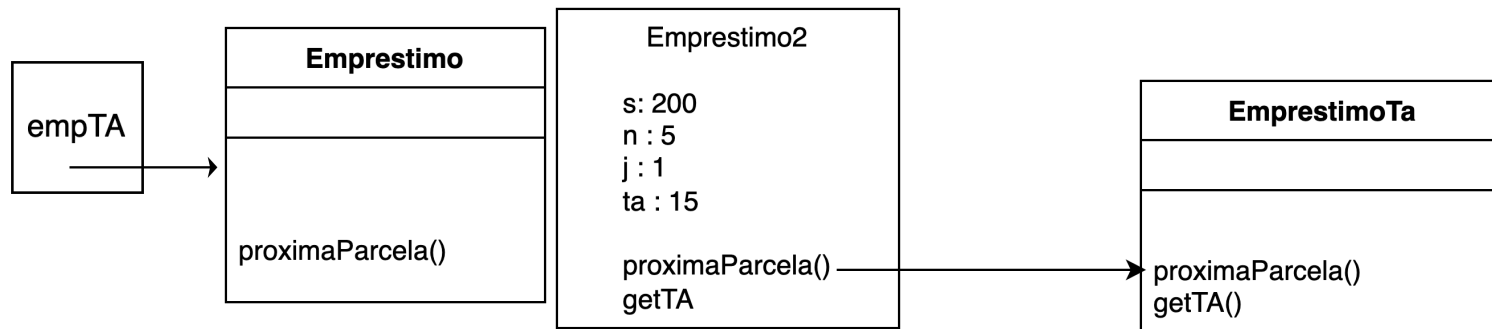 empTA
Emprestimo
proximaParcela()
Emprestimo2
s: 200
n : 5
j : 1
ta : 15
proximaParcela()
getTA
EmprestimoTa
proximaParcela()
getTA()